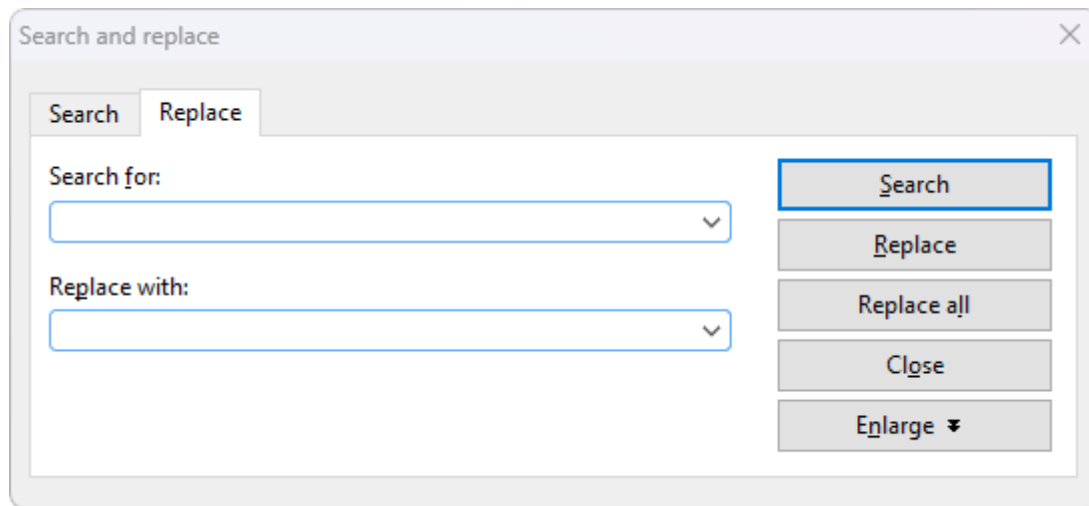 Search and replace
Search Replace
Search for:
Search
Replace
Replace with:
Replace all
Close
Enlarge